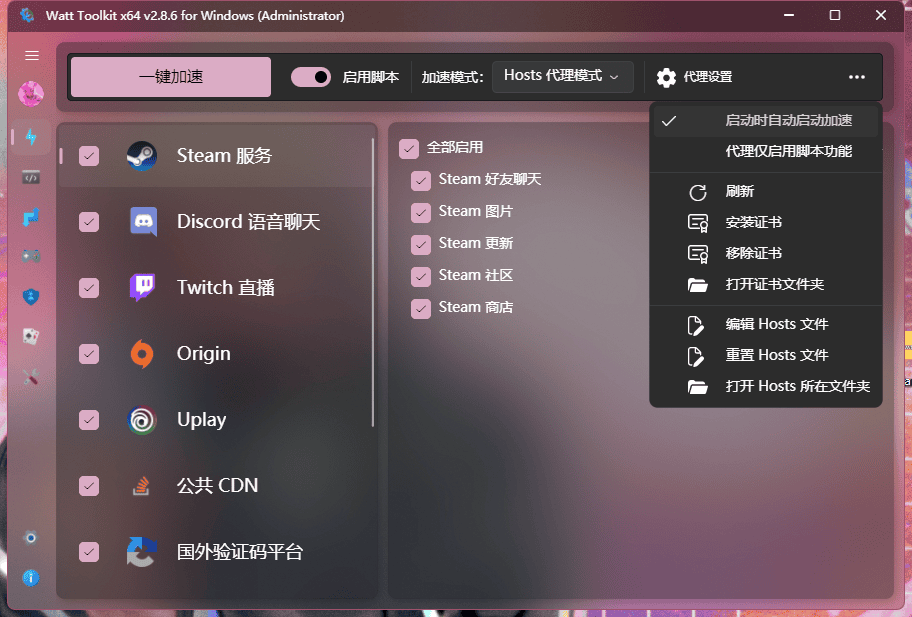 Watt Toolkit x64 v2.8.6 for Windows (Administrator)
一键加速
启用脚本
加速模式: Hosts 代理模式
代理设置
启动时自动启动加速
代理仅启用脚本功能
刷新
安装证书
移除证书
打开证书文件夹
编辑 Hosts 文件
重置 Hosts 文件
打开 Hosts 所在文件夹
Steam 服务
Discord 语音聊天
Twitch 直播
Origin
Uplay
公共 CDN
国外验证码平台
全部启用
Steam 好友聊天
Steam 图片
Steam 更新
Steam 社区
Steam 商店